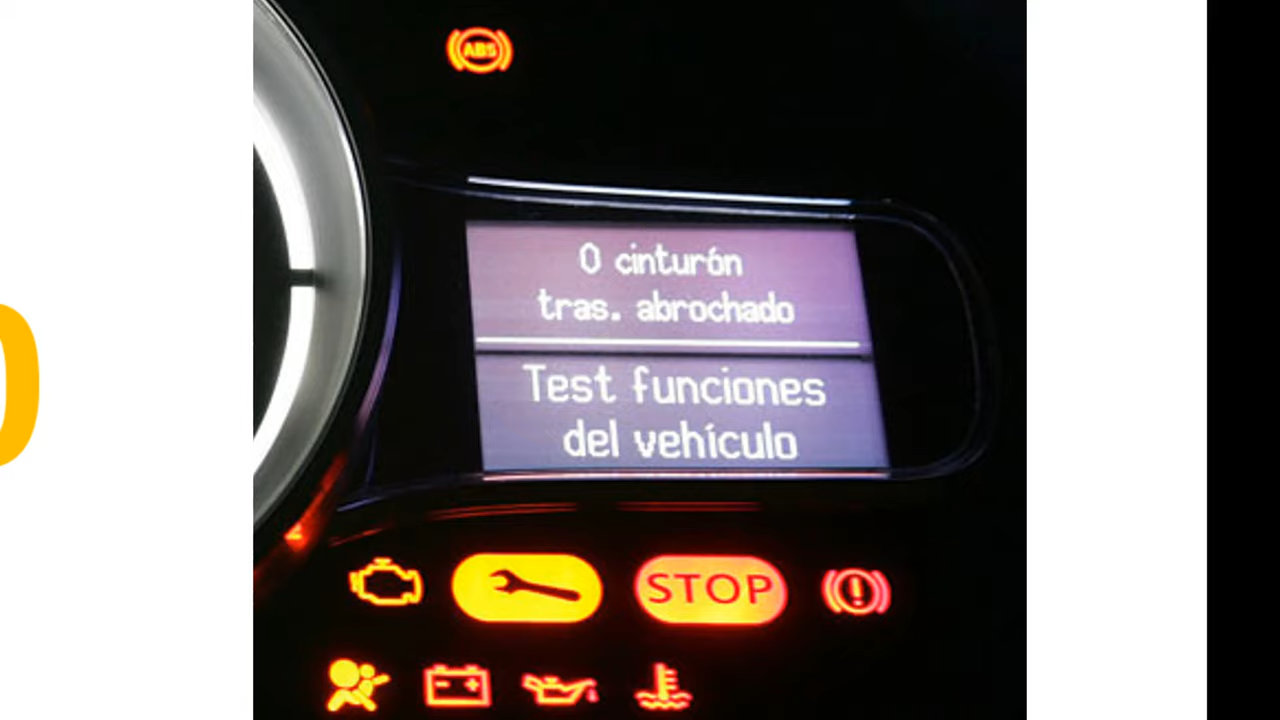 ABS
0 cinturón
tras. abrochado
Test funciones
del vehículo
STOP